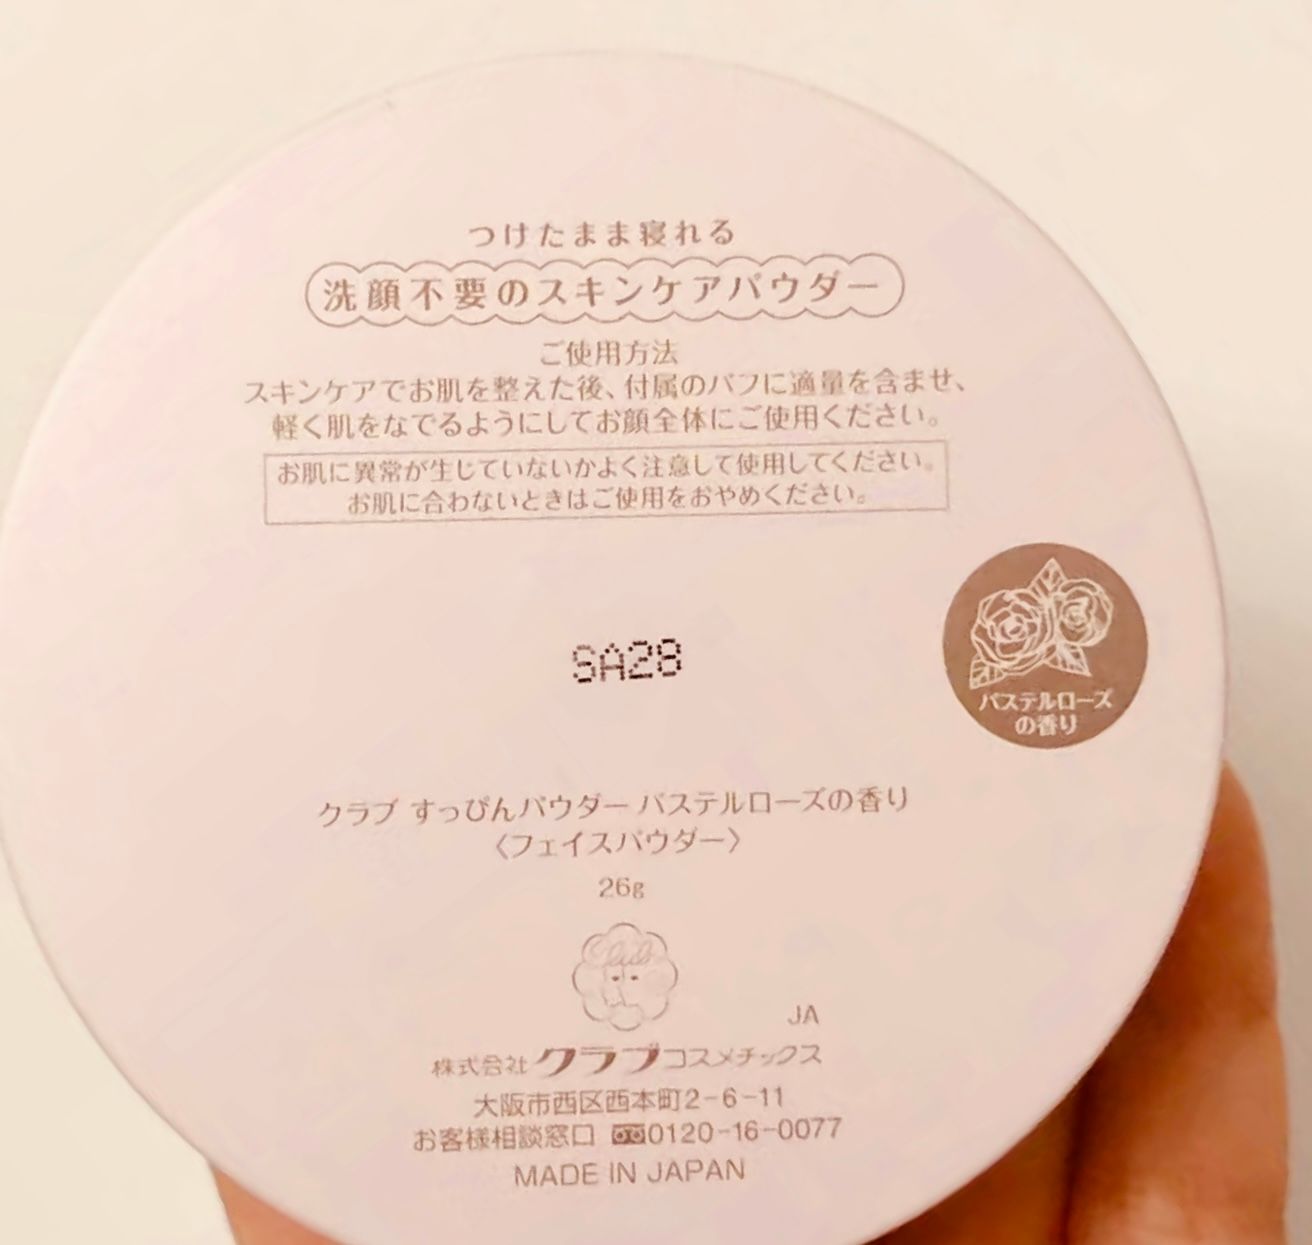 つけたまま寝れる
洗顔不要のスキンケアパウダー
ご使用方法
スキンケアでお肌を整えた後、付属のパフに適量を含ませ、
軽く肌をなでるようにしてお顔全体にご使用ください。
お肌に異常が生じていないかよく注意して使用してください。
お肌に合わないときはご使用をおやめください。
SA28
パステルローズ
の香り
クラブ すっぴんパウダー パステルローズの香り
〈フェイスパウダー〉
26g
Club
JA
株式会社クラブコスメチックス
大阪市西区西本町2-6-11
お客様相談窓口 0120-16-0077
MADE IN JAPAN